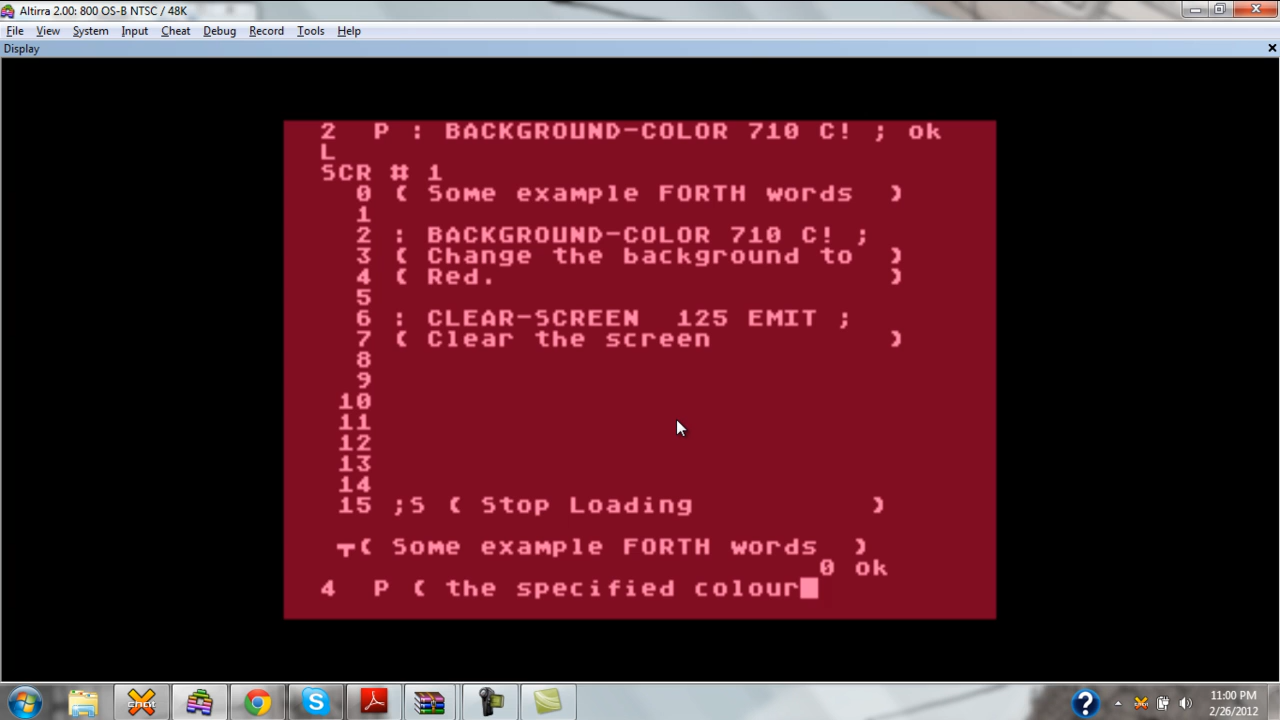 Altirra 2.00: 800 OS-B NTSC / 48K
File View System Input Cheat Debug Record Tools Help
Display
2 P : BACKGROUND-COLOR 710 C! ; ok
L
SCR # 1
0 ( Some example FORTH words )
1
2 : BACKGROUND-COLOR 710 C! ;
3 ( Change the background to )
4 ( Red. )
5
6 : CLEAR-SCREEN 125 EMIT ;
7 ( Clear the screen )
8
9
10
11
12
13
14
15 ;S ( Stop Loading )
( Some example FORTH words )
0 ok
4 P ( the specified colour
11:00 PM
2/26/2012